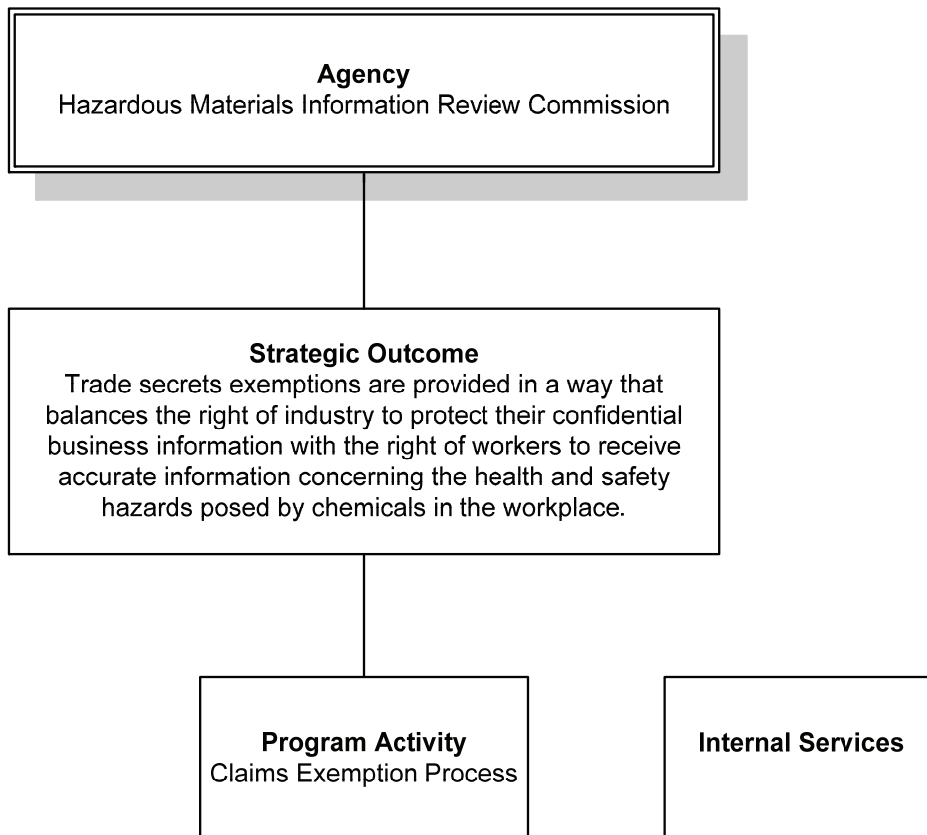 Agency
Hazardous Materials Information Review Commission
Strategic Outcome
Trade secrets exemptions are provided in a way that
balances the right of industry to protect their confidential
business information with the right of workers to receive
accurate information concerning the health and safety
hazards posed by chemicals in the workplace.
Program Activity
Claims Exemption Process
Internal Services